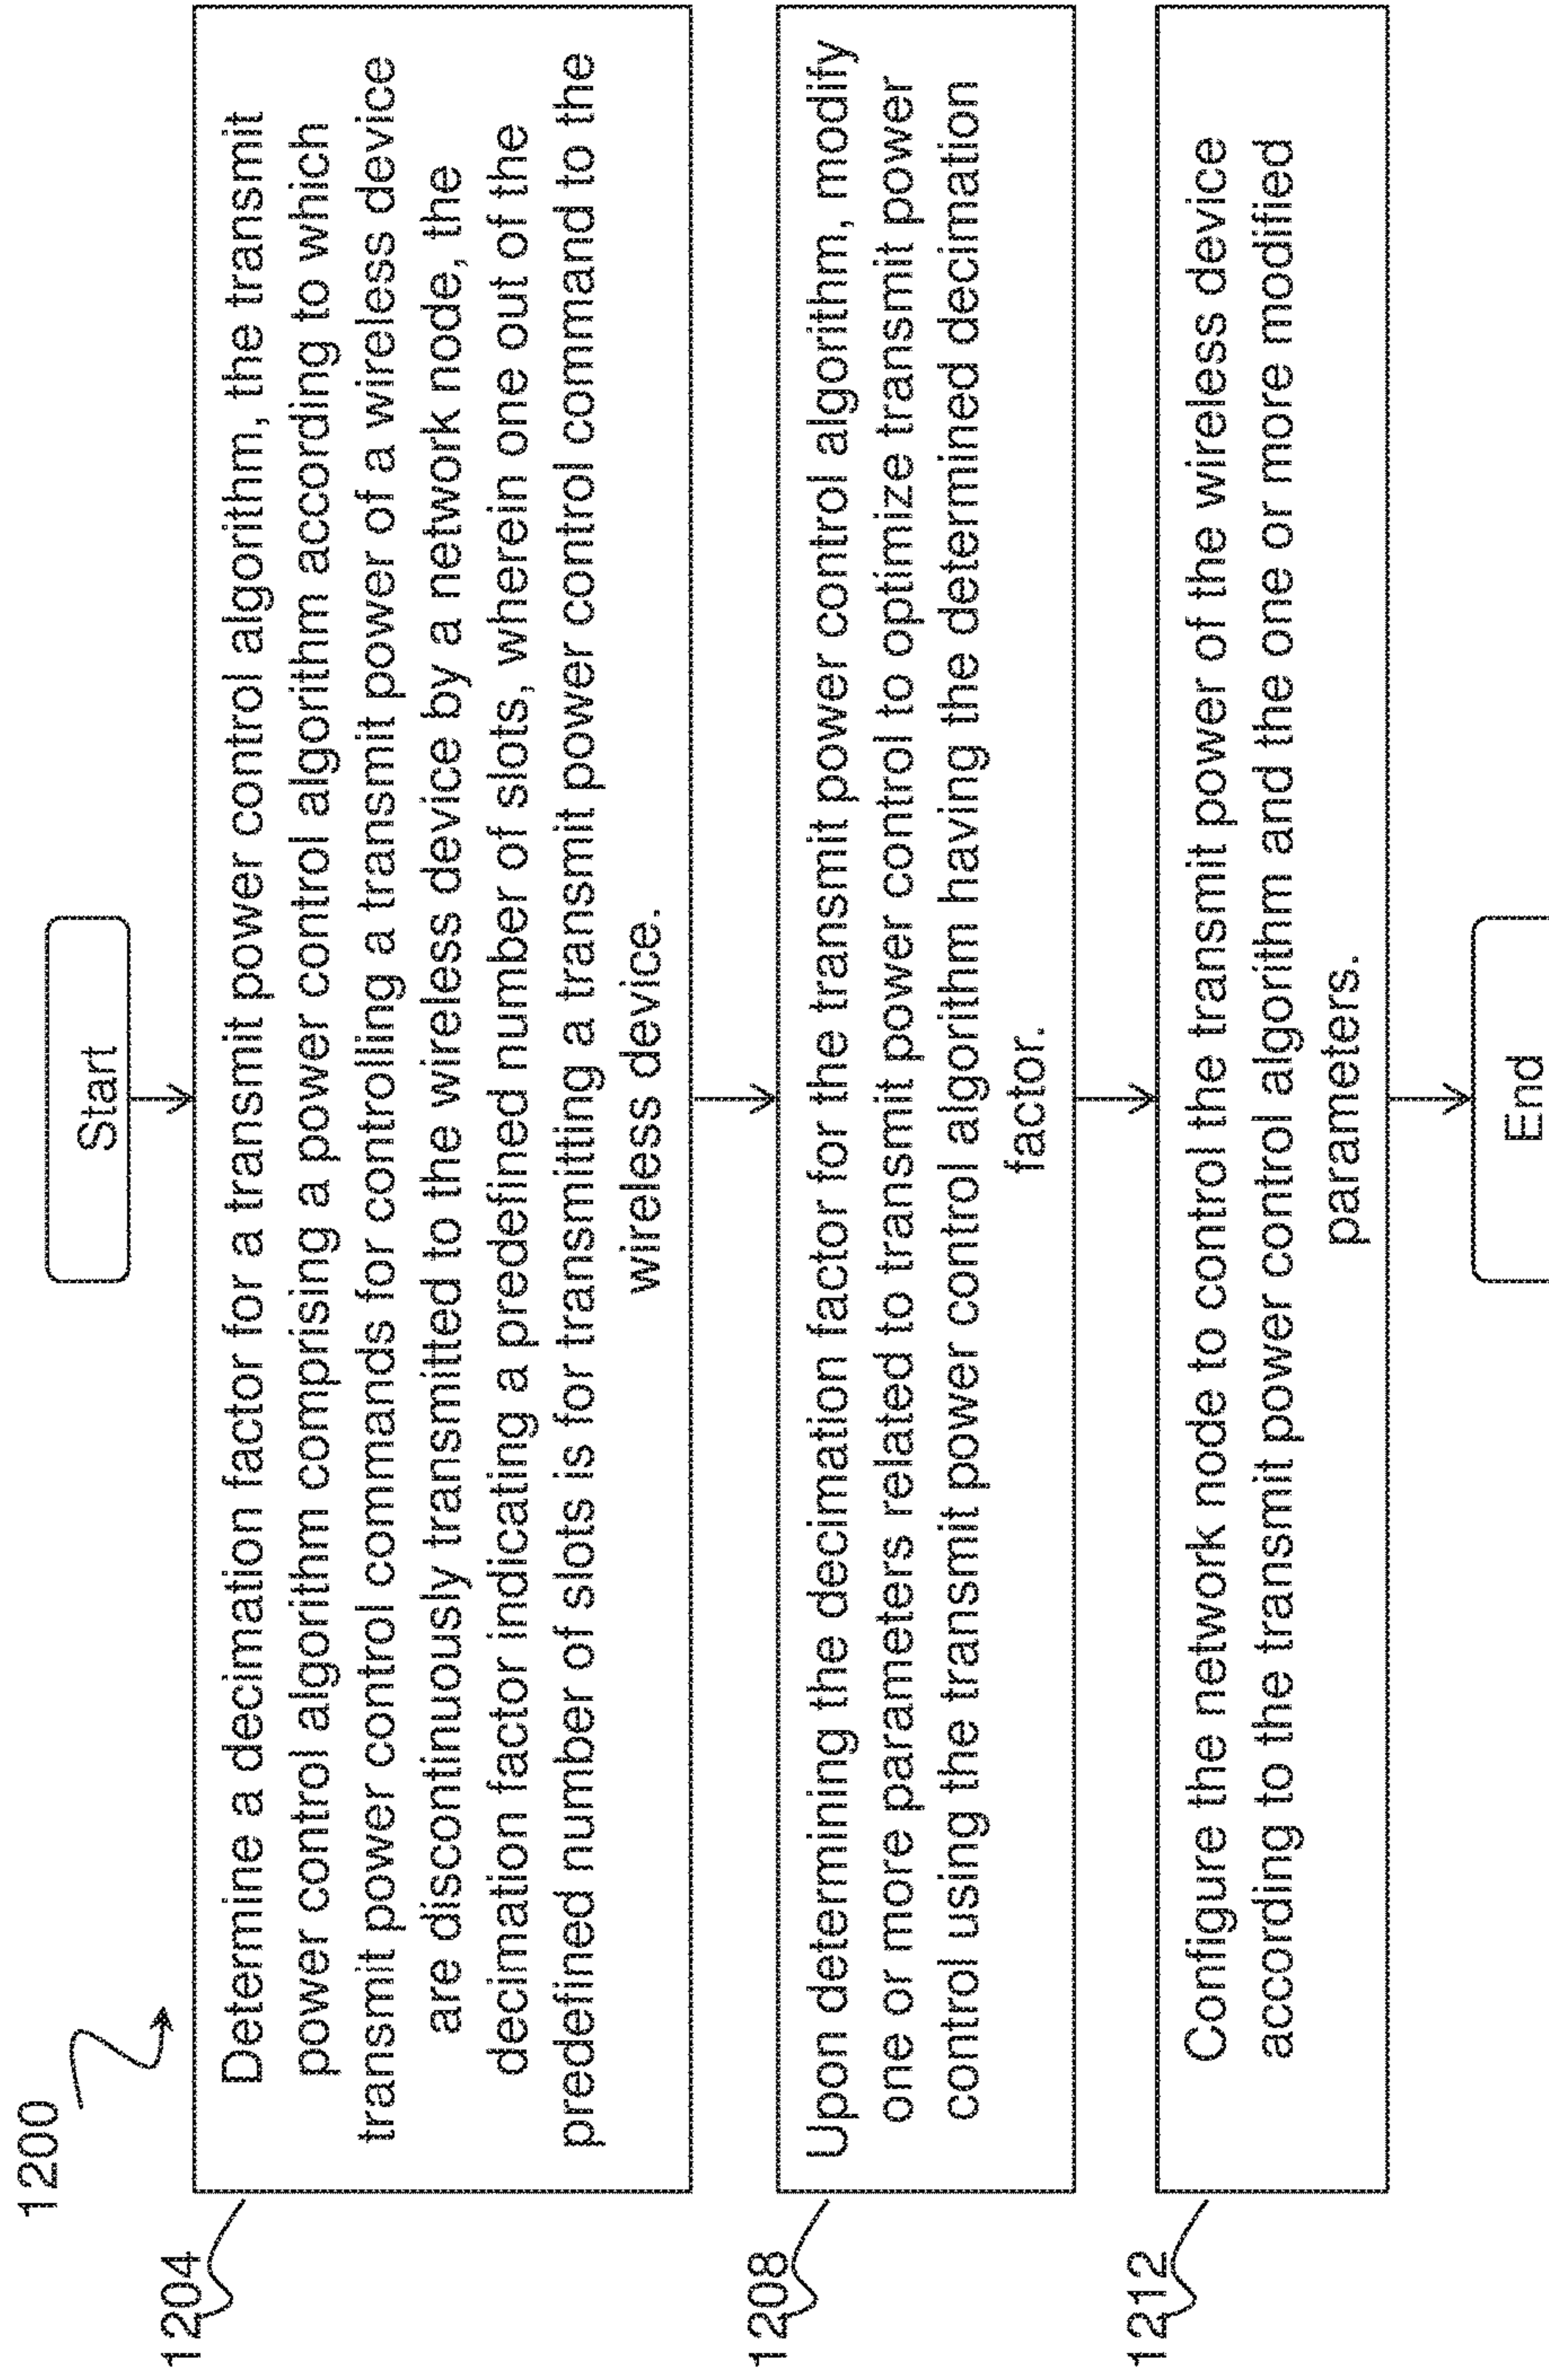 1200
Start
1204
Determine a decimation factor for a transmit power control algorithm, the transmit
power control algorithm comprising a power control algorithm according to which
transmit power control commands for controlling a transmit power of a wireless device
are discontinuously transmitted to the wireless device by a network node, the
decimation factor indicating a predefined number of slots, wherein one out of the
predefined number of slots is for transmitting a transmit power control command to the
wireless device.
1208
Upon determining the decimation factor for the transmit power control algorithm, modify
one or more parameters related to transmit power control to optimize transmit power
control using the transmit power control algorithm having the determined decimation
factor.
1212
Configure the network node to control the transmit power of the wireless device
according to the transmit power control algorithm and the one or more modified
parameters.
End